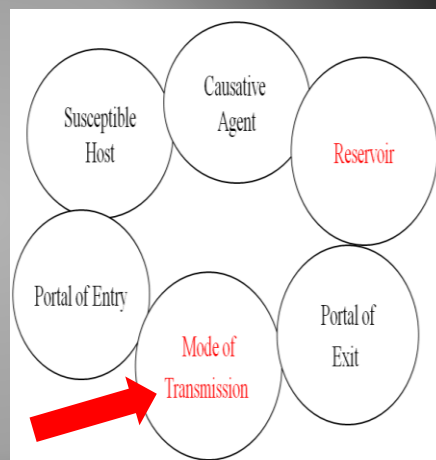 Causative
Agent
Susceptible
Host
Reservoir
Portal of Entry
Portal of
Exit
Mode of
Transmission